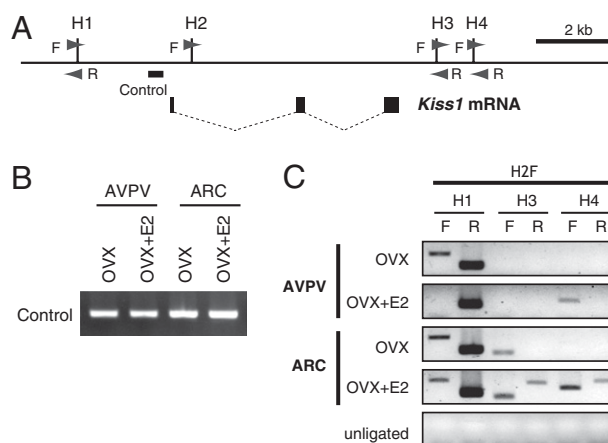 A
H1 H2 H3 H4
F F F F
2 kb
R R R
Control
Kiss1 mRNA
B
AVPV ARC
OVX OVX+E2 OVX OVX+E2
Control
C
H2F
H1 H3 H4
F R F R F R
AVPV
OVX
OVX+E2
ARC
OVX
OVX+E2
unligated